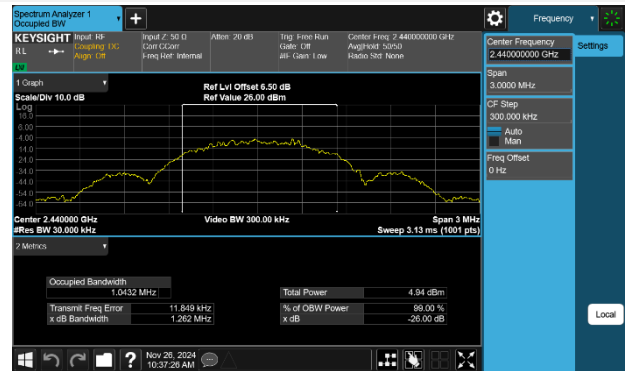 Spectrum Analyzer 1
Occupied BW
Frequency
KEYSIGHT Input: RF Input Z: 50 Ω Atten: 20 dB Trig: Free Run Center Freq: 2.440000000 GHz
RL Coupling: DC Corr CCorr Gate: Off Avg|Hold: 50/50
Align: Off Freq Ref: Internal #IF Gain: Low Radio Std: None
Center Frequency
2.440000000 GHz
Settings
Span
3.0000 MHz
CF Step
300.000 kHz
Auto
Man
Freq Offset
0 Hz
Local
1 Graph
Ref Lvl Offset 6.50 dB
Scale/Div 10.0 dB Ref Value 26.00 dBm
Log
16.0
6.00
-4.00
-14.0
-24.0
-34.0
-44.0
-54.0
-64.0
Center 2.440000 GHz Video BW 300.00 kHz Span 3 MHz
#Res BW 30.000 kHz Sweep 3.13 ms (1001 pts)
2 Metrics
Occupied Bandwidth
1.0432 MHz Total Power 4.94 dBm
Transmit Freq Error 11.849 kHz % of OBW Power 99.00 %
x dB Bandwidth 1.262 MHz x dB -26.00 dB
Nov 26, 2024
10:37:26 AM